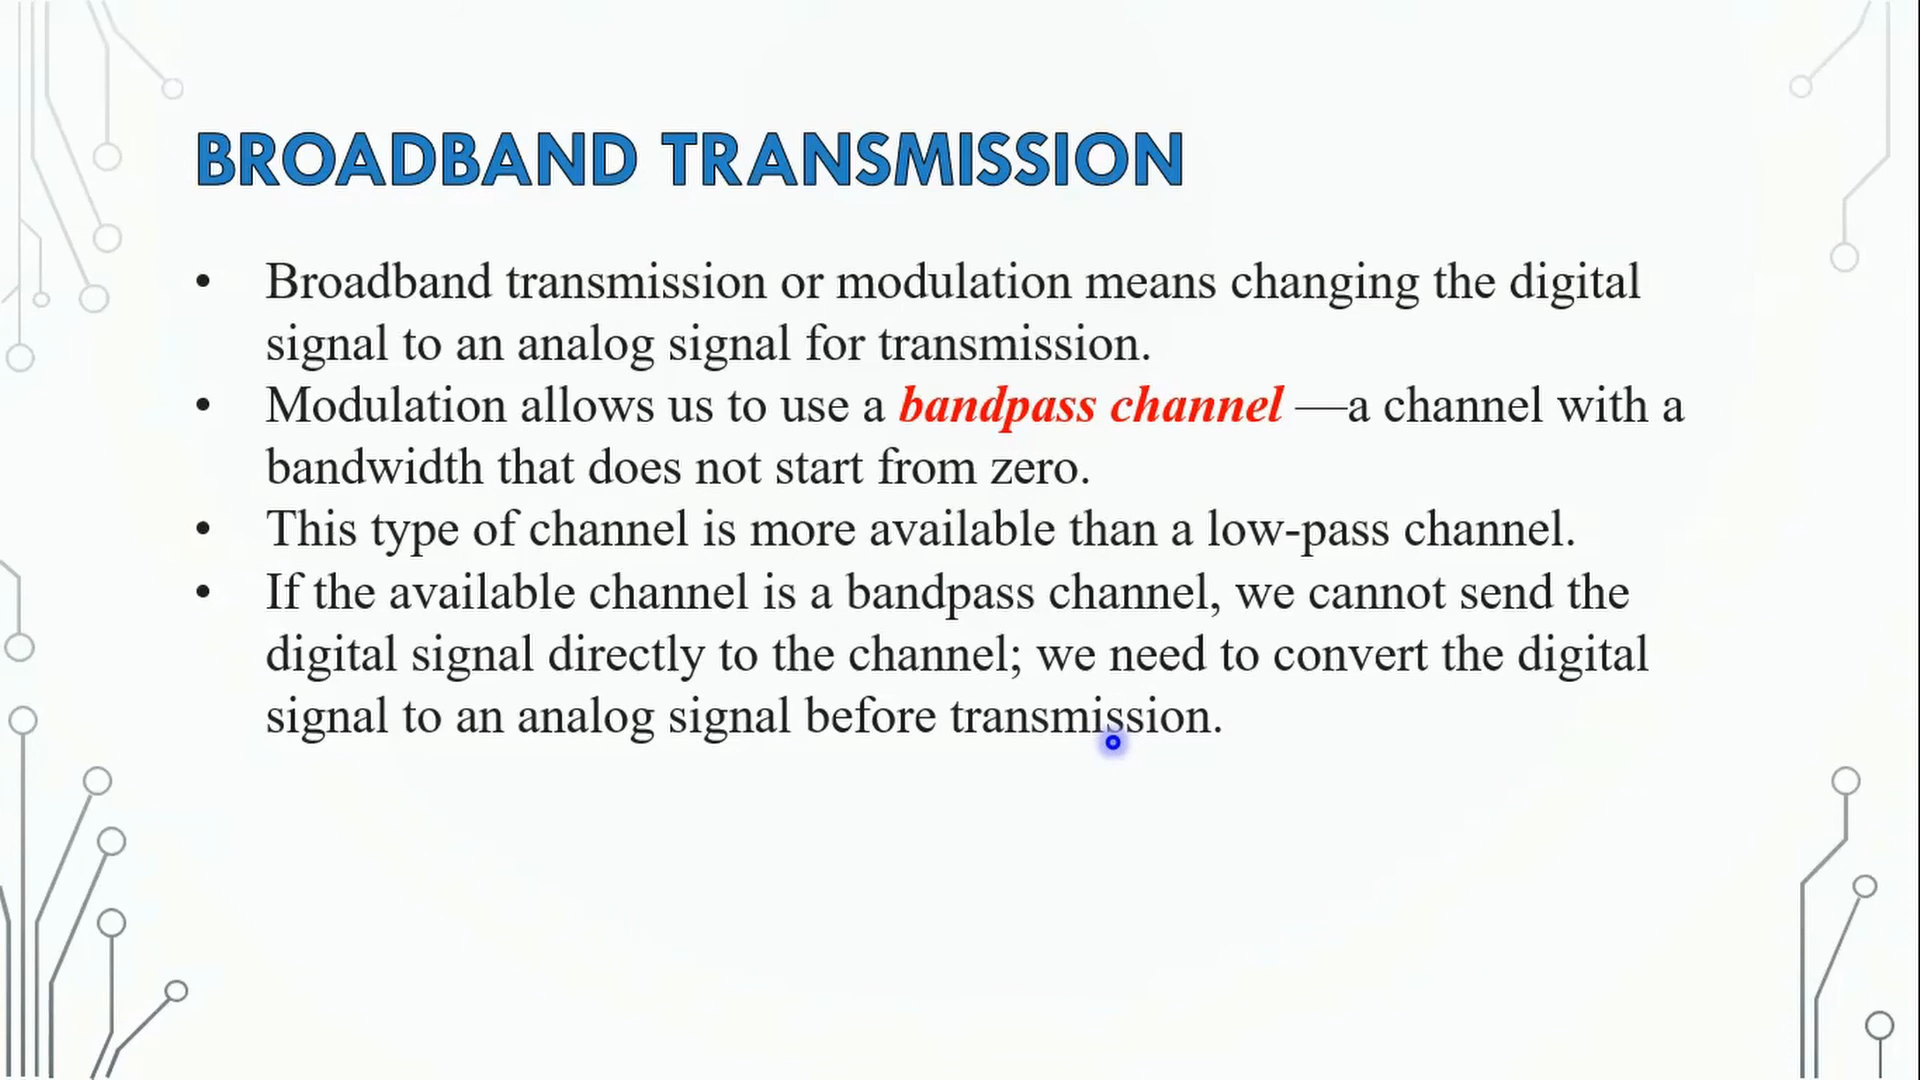 BROADBAND TRANSMISSION
• Broadband transmission or modulation means changing the digital
signal to an analog signal for transmission.
• Modulation allows us to use a bandpass channel —a channel with a
bandwidth that does not start from zero.
• This type of channel is more available than a low-pass channel.
• If the available channel is a bandpass channel, we cannot send the
digital signal directly to the channel; we need to convert the digital
signal to an analog signal before transmission.